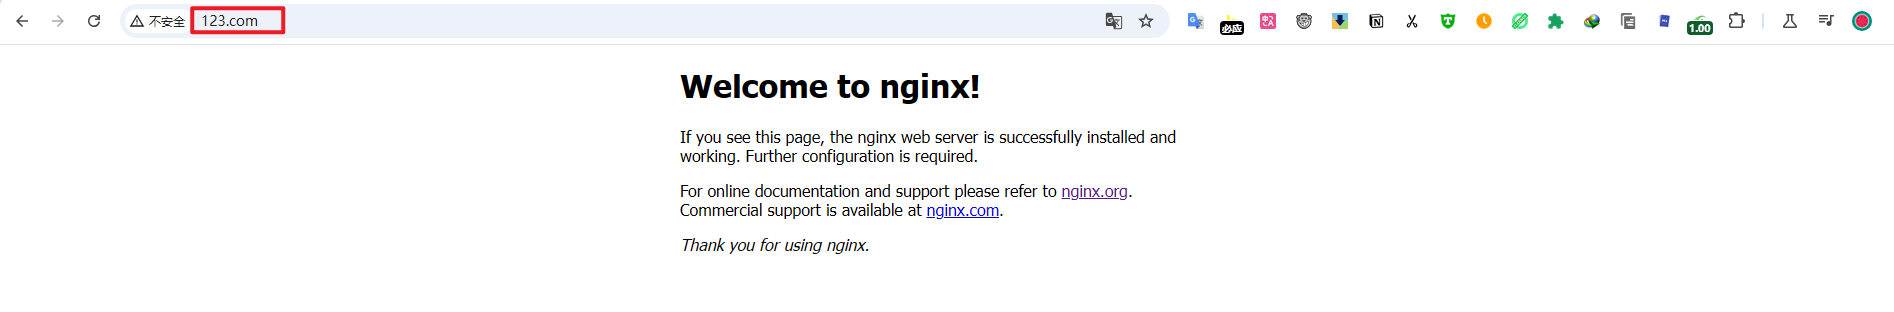 不安全 123.com
必应
1.00
Welcome to nginx!
If you see this page, the nginx web server is successfully installed and
working. Further configuration is required.
For online documentation and support please refer to nginx.org.
Commercial support is available at nginx.com.
Thank you for using nginx.